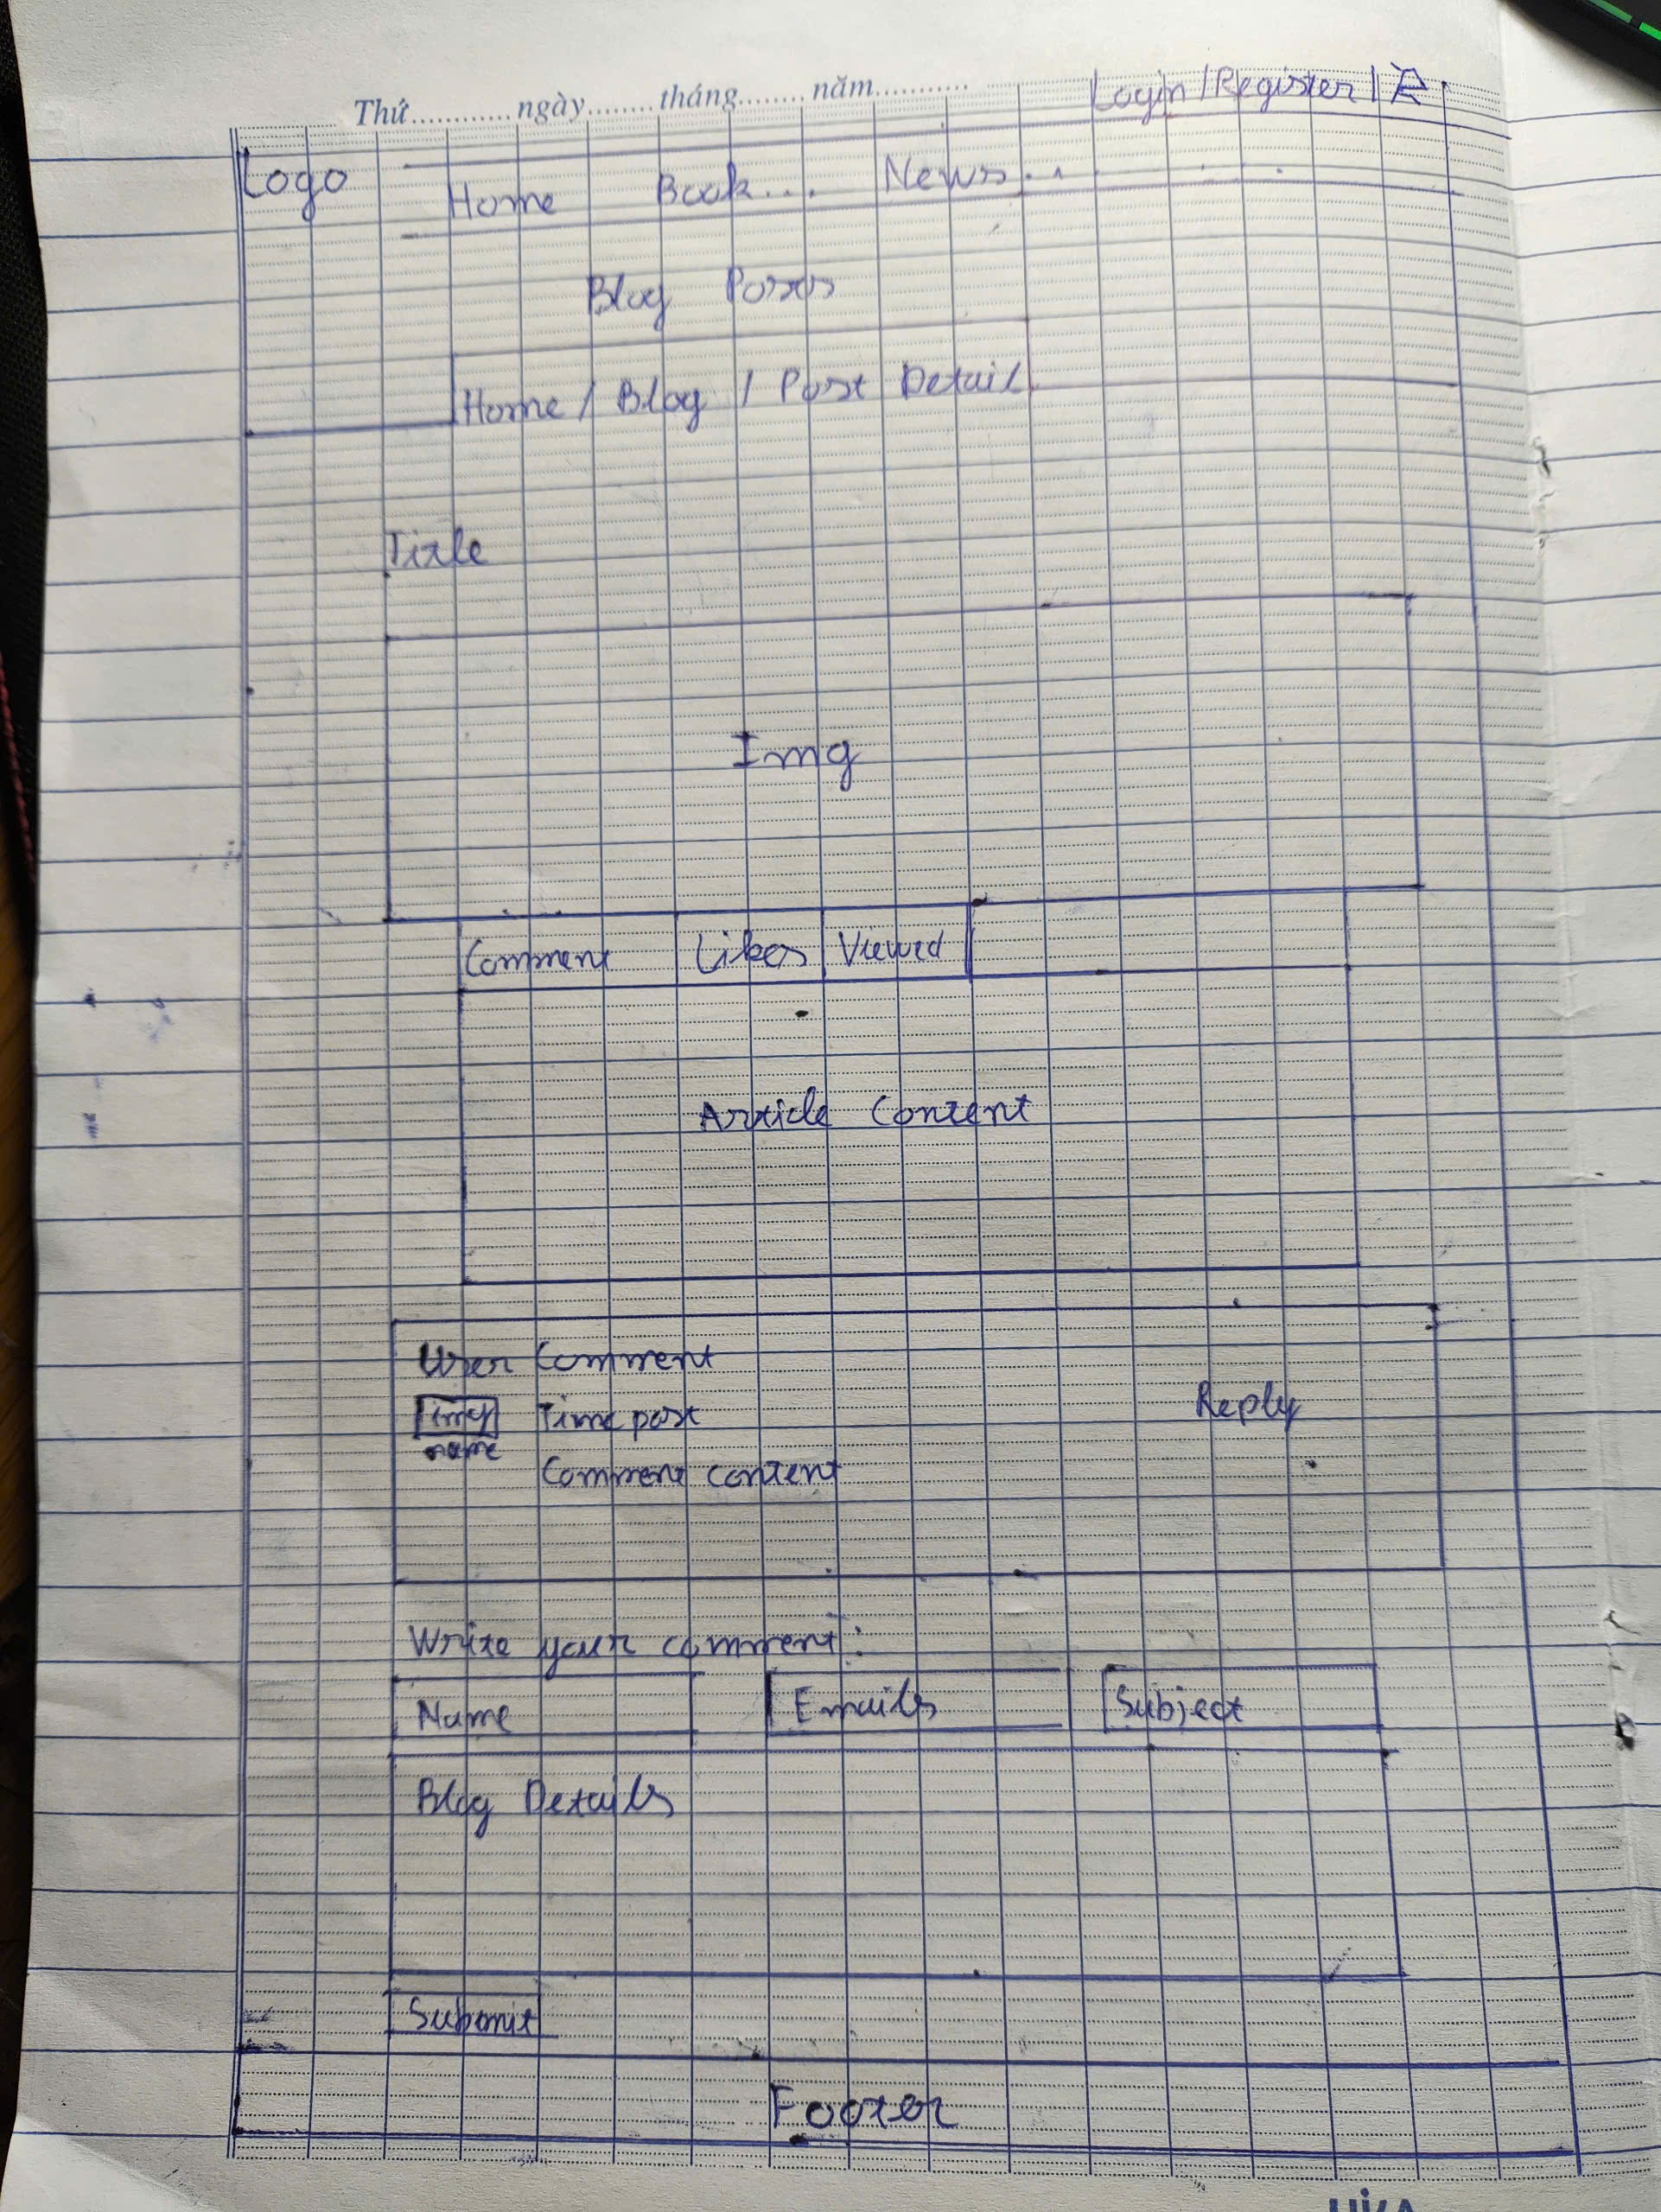 Thứ............ngày........tháng........năm............
Login / Register /
Logo
Home Book... News...
Blog Posts
Home / Blog / Post Detail
Title
Img
Comment Likes Viewed
Article Content
User Comment
Img Time post Reply
name
Comment content
Write your comment:
Name Emails Subject
Blog Details
Submit
Footer